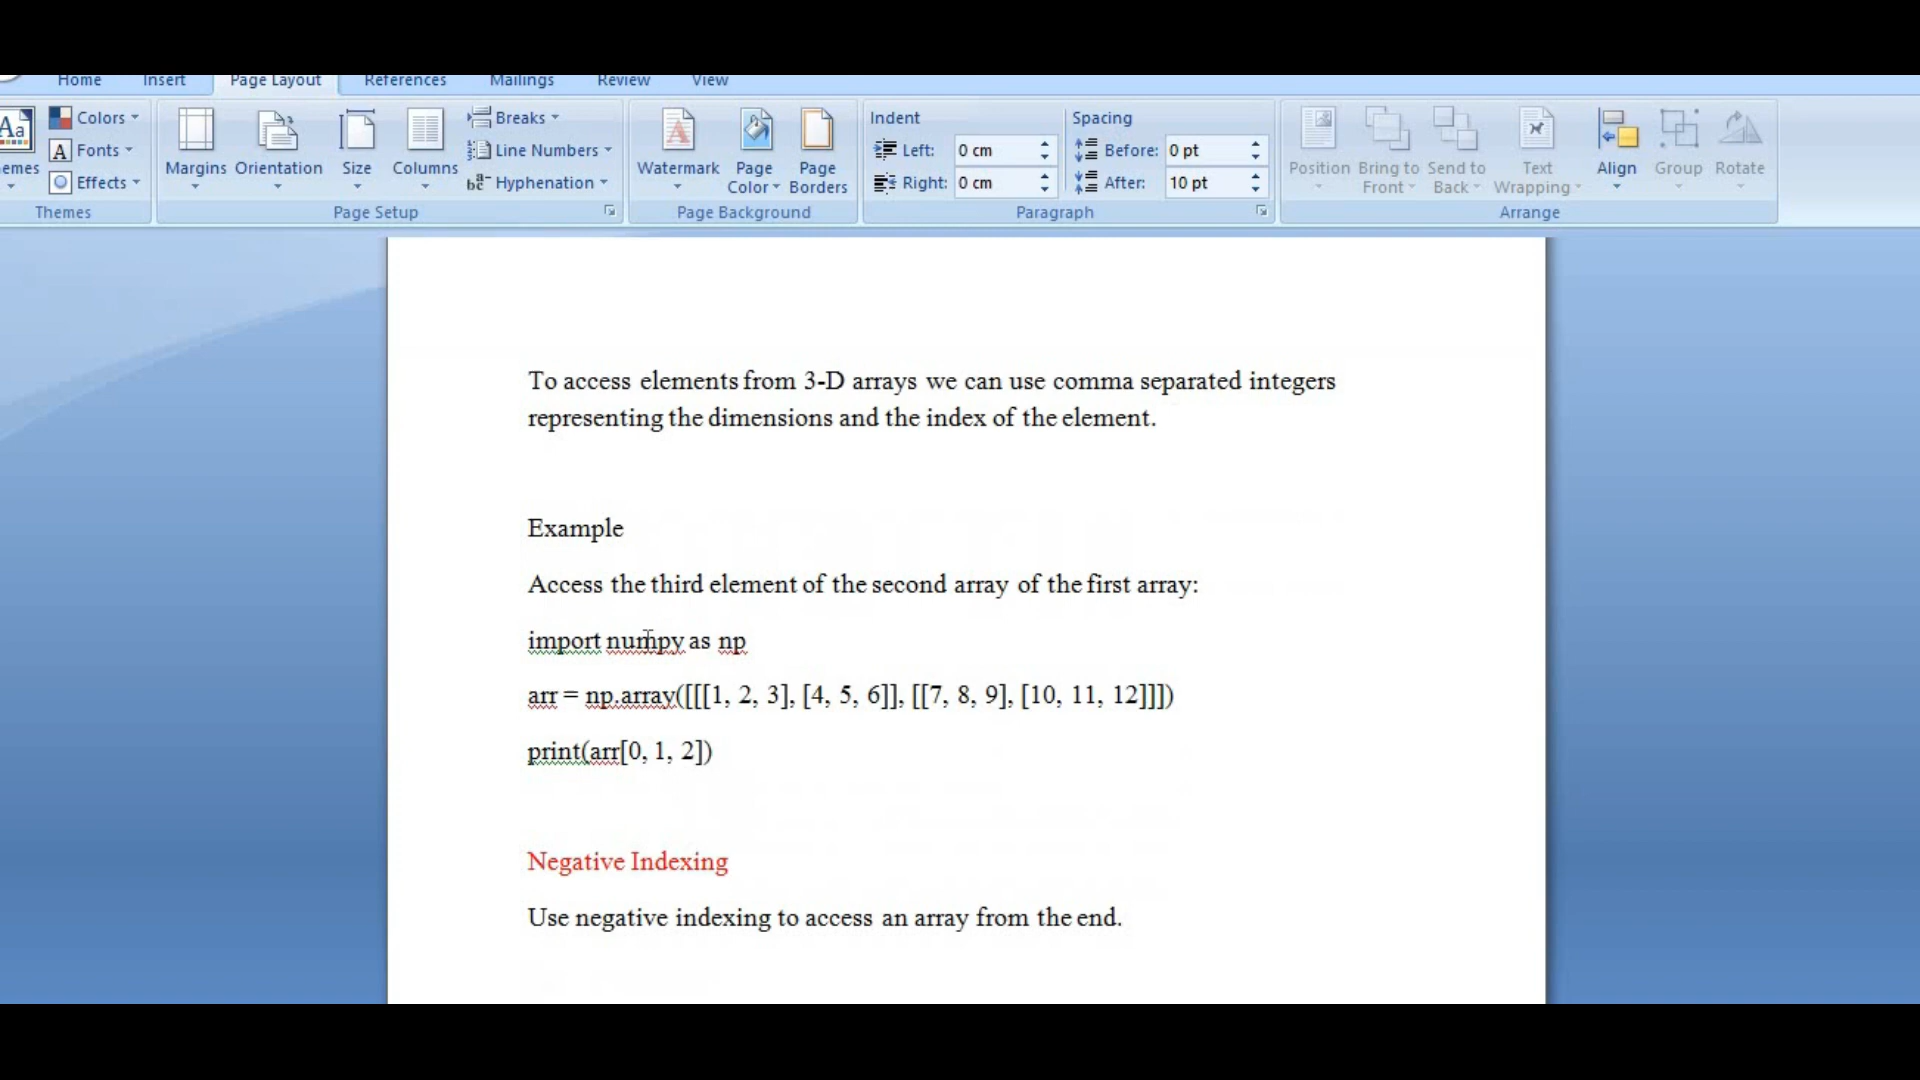 Home Insert Page Layout References Mailings Review View
Colors Breaks Indent Spacing
Fonts Line Numbers Left: 0 cm Before: 0 pt
Margins Orientation Size Columns Watermark Page Color Page Borders Position Bring to Front Send to Back Text Wrapping Align Group Rotate
Effects Hyphenation Right: 0 cm After: 10 pt
Themes Page Setup Page Background Paragraph Arrange
To access elements from 3-D arrays we can use comma separated integers
representing the dimensions and the index of the element.
Example
Access the third element of the second array of the first array:
import numpy as np
arr = np.array([[[1, 2, 3], [4, 5, 6]], [[7, 8, 9], [10, 11, 12]]])
print(arr[0, 1, 2])
Negative Indexing
Use negative indexing to access an array from the end.